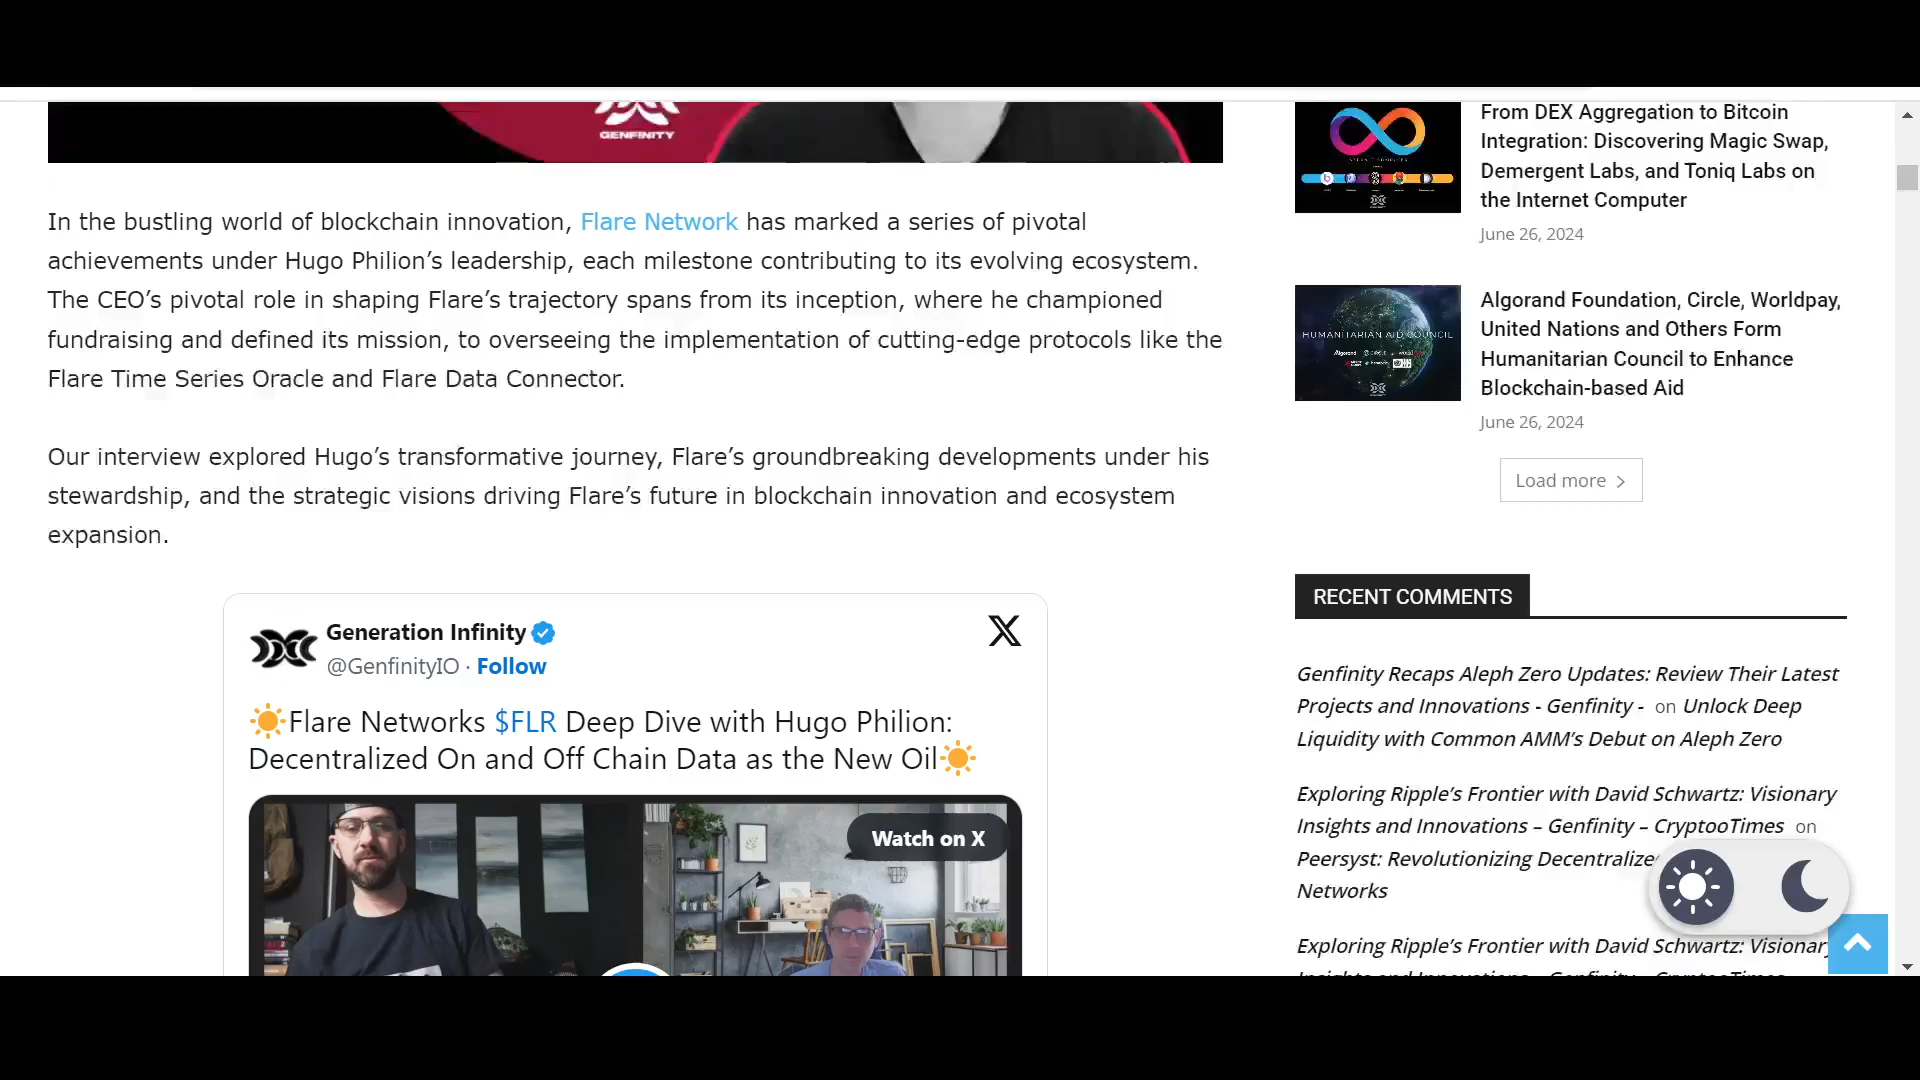 GENFINITY
In the bustling world of blockchain innovation, Flare Network has marked a series of pivotal
achievements under Hugo Philion’s leadership, each milestone contributing to its evolving ecosystem.
The CEO’s pivotal role in shaping Flare’s trajectory spans from its inception, where he championed
fundraising and defined its mission, to overseeing the implementation of cutting-edge protocols like the
Flare Time Series Oracle and Flare Data Connector.
Our interview explored Hugo’s transformative journey, Flare’s groundbreaking developments under his
stewardship, and the strategic visions driving Flare’s future in blockchain innovation and ecosystem
expansion.
Generation Infinity
@GenfinityIO · Follow
Flare Networks $FLR Deep Dive with Hugo Philion:
Decentralized On and Off Chain Data as the New Oil
Watch on X
From DEX Aggregation to Bitcoin
Integration: Discovering Magic Swap,
Demergent Labs, and Toniq Labs on
the Internet Computer
June 26, 2024
HUMANITARIAN AID COUNCIL
Algorand
Algorand Foundation, Circle, Worldpay,
United Nations and Others Form
Humanitarian Council to Enhance
Blockchain-based Aid
June 26, 2024
Load more
RECENT COMMENTS
Genfinity Recaps Aleph Zero Updates: Review Their Latest
Projects and Innovations - Genfinity - on Unlock Deep
Liquidity with Common AMM’s Debut on Aleph Zero
Exploring Ripple’s Frontier with David Schwartz: Visionary
Insights and Innovations – Genfinity – CryptooTimes on
Peersyst: Revolutionizing Decentralize
Networks
Exploring Ripple’s Frontier with David Schwartz: Visionary
Insights and Innovations – Genfinity – CryptooTimes